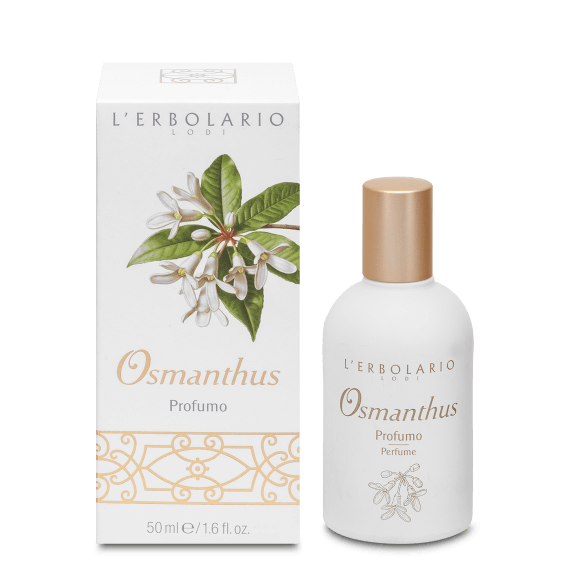 L'ERBOLARIO
LODI
Osmanthus
Profumo
50 ml ℮ / 1.6 fl. oz.
L'ERBOLARIO
LODI
Osmanthus
Profumo
Perfume